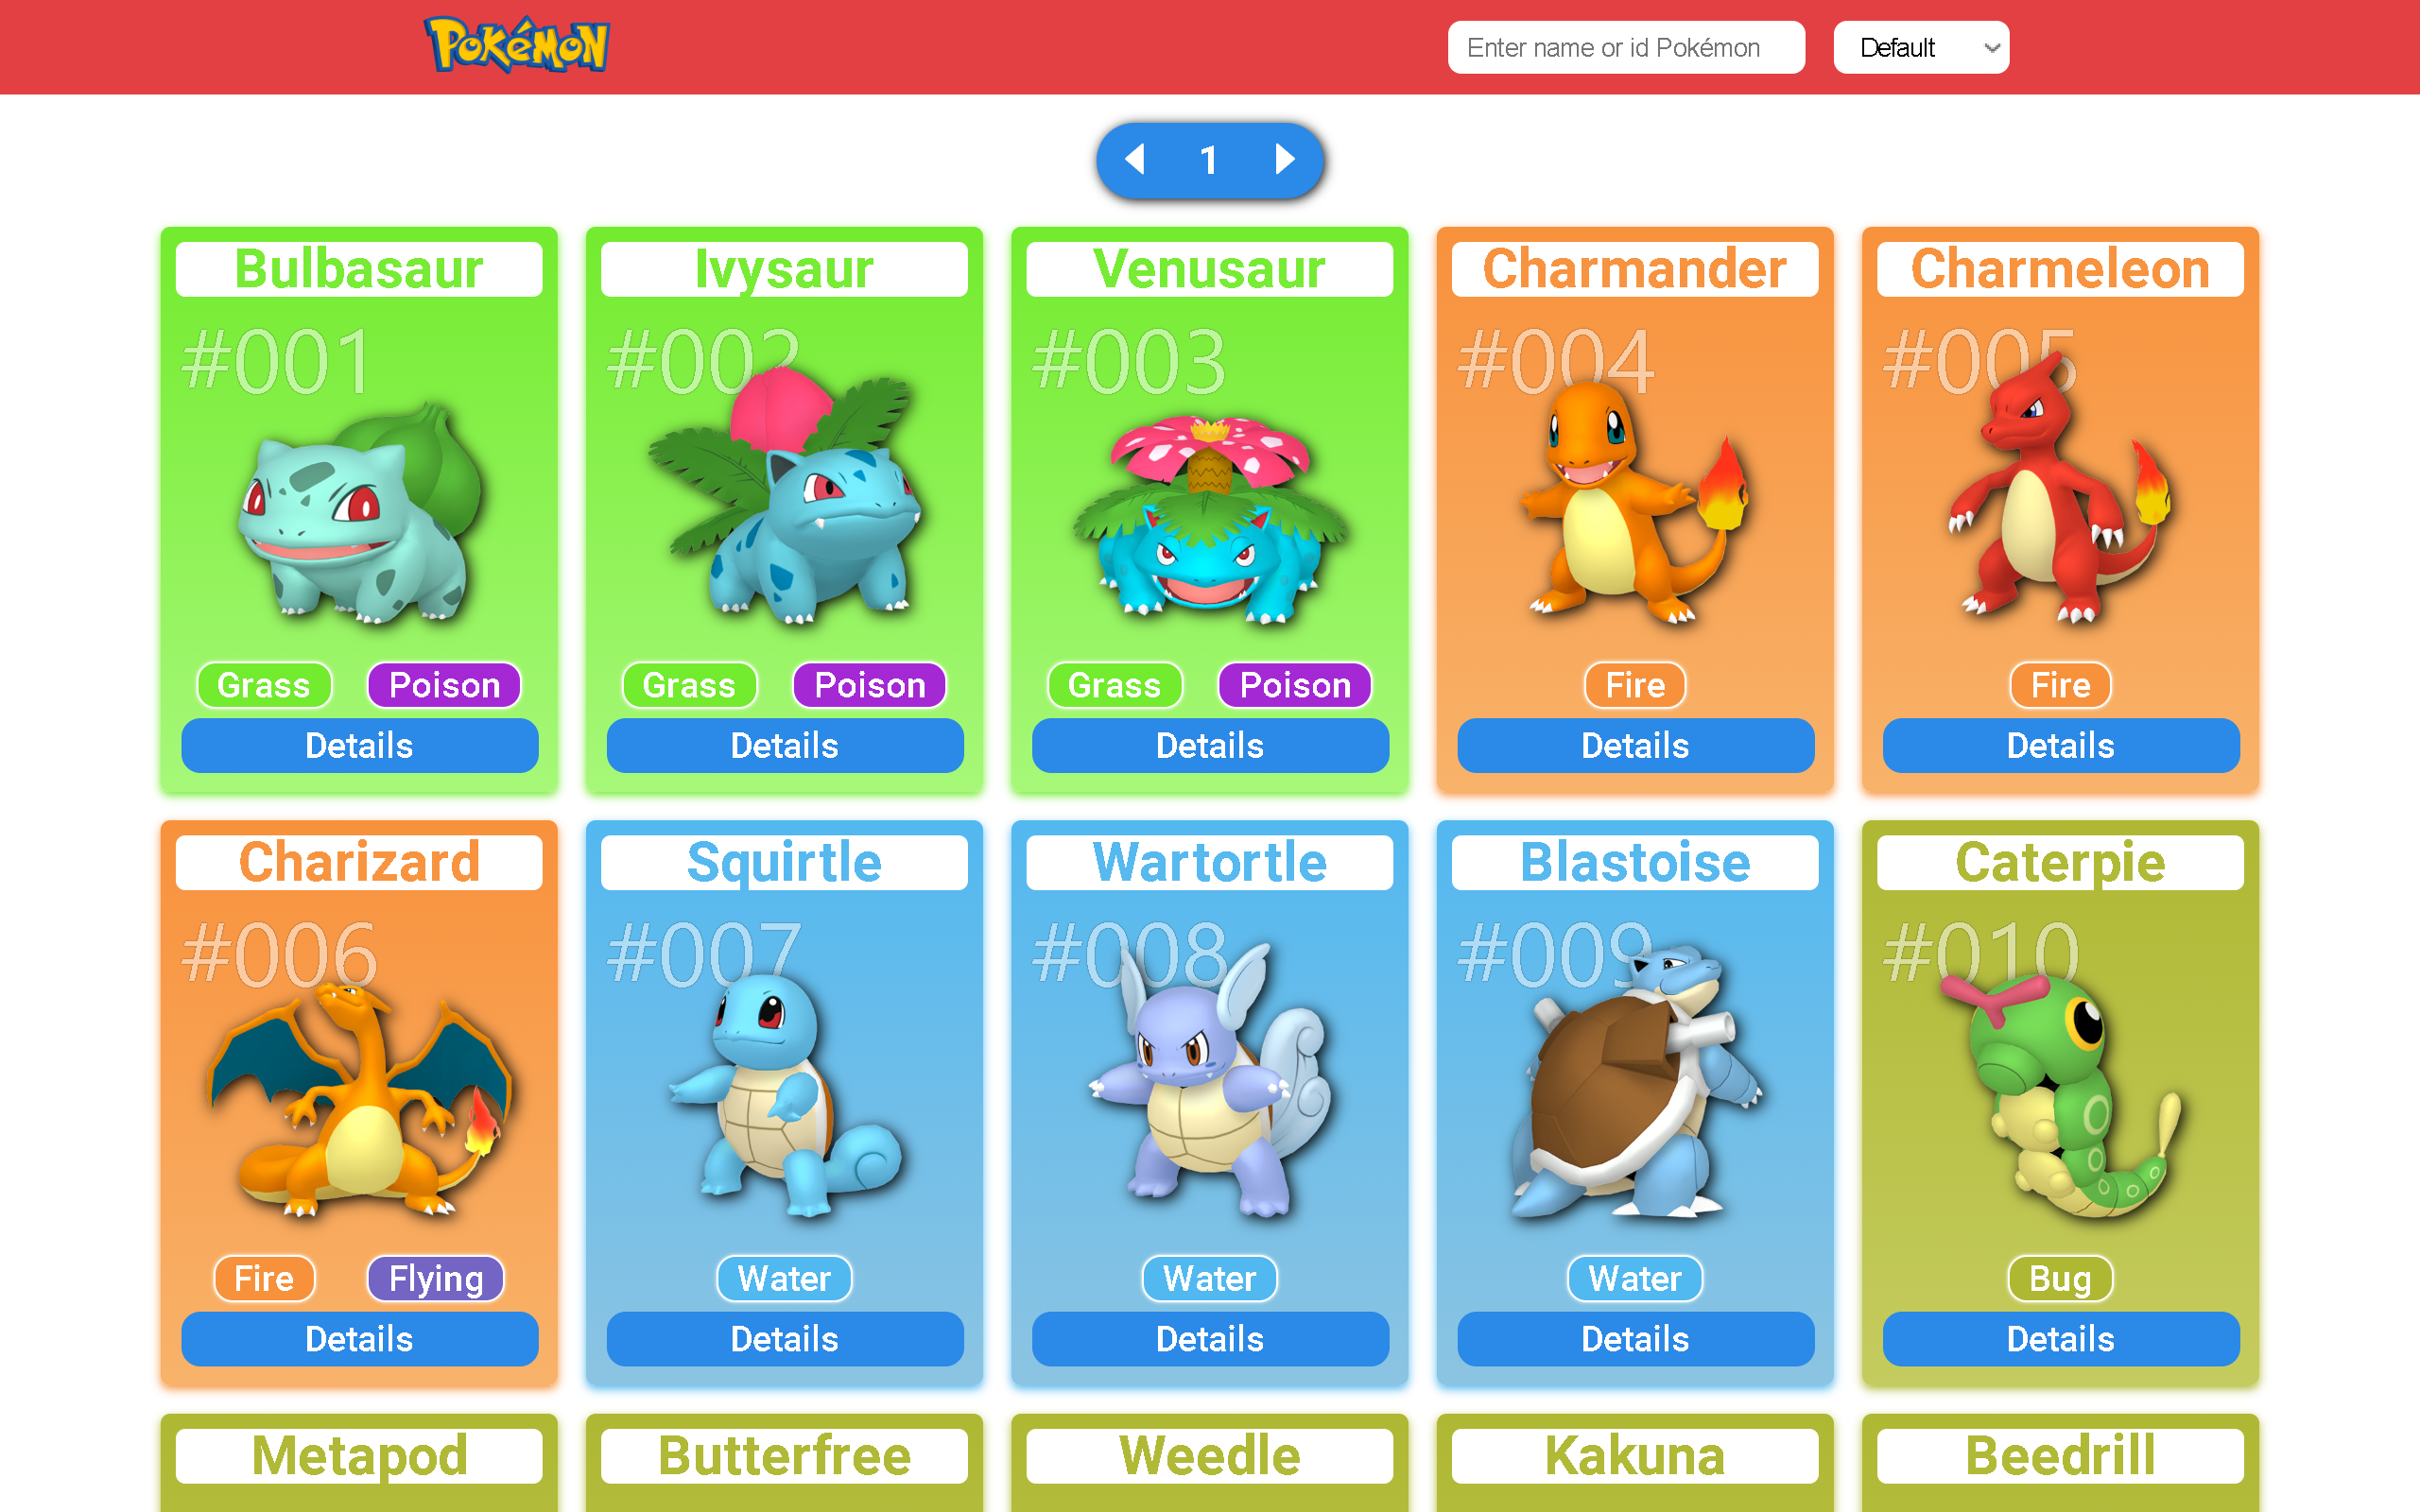 Pokémon
Enter name or id Pokémon
Default
1
Bulbasaur
#001
Grass Poison
Details
Ivysaur
#002
Grass Poison
Details
Venusaur
#003
Grass Poison
Details
Charmander
#004
Fire
Details
Charmeleon
#005
Fire
Details
Charizard
#006
Fire Flying
Details
Squirtle
#007
Water
Details
Wartortle
#008
Water
Details
Blastoise
#009
Water
Details
Caterpie
#010
Bug
Details
Metapod
Butterfree
Weedle
Kakuna
Beedrill